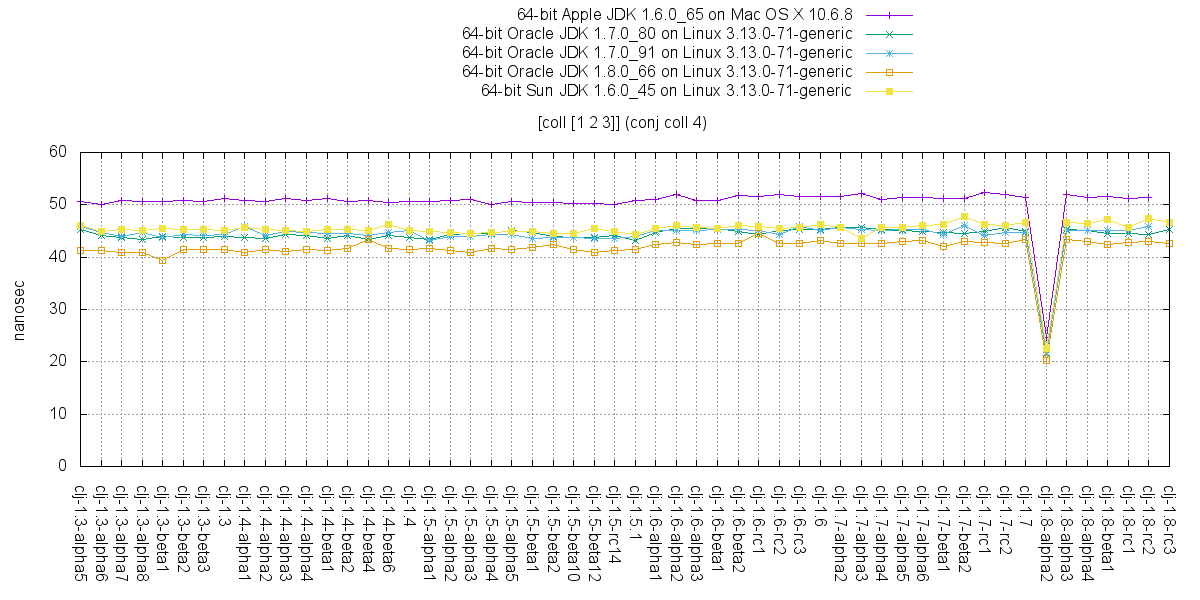 64-bit Apple JDK 1.6.0_65 on Mac OS X 10.6.8
64-bit Oracle JDK 1.7.0_80 on Linux 3.13.0-71-generic
64-bit Oracle JDK 1.7.0_91 on Linux 3.13.0-71-generic
64-bit Oracle JDK 1.8.0_66 on Linux 3.13.0-71-generic
64-bit Sun JDK 1.6.0_45 on Linux 3.13.0-71-generic
[coll [1 2 3]] (conj coll 4)
60
50
40
30
20
10
0
nanosec
clj-1.3-alpha5
clj-1.3-alpha6
clj-1.3-alpha7
clj-1.3-alpha8
clj-1.3-beta1
clj-1.3-beta2
clj-1.3-beta3
clj-1.3
clj-1.4-alpha1
clj-1.4-alpha2
clj-1.4-alpha3
clj-1.4-alpha4
clj-1.4-beta1
clj-1.4-beta2
clj-1.4-beta4
clj-1.4-beta6
clj-1.4
clj-1.5-alpha1
clj-1.5-alpha2
clj-1.5-alpha3
clj-1.5-alpha4
clj-1.5-alpha5
clj-1.5-beta1
clj-1.5-beta2
clj-1.5-beta10
clj-1.5-beta12
clj-1.5-rc14
clj-1.5.1
clj-1.6-alpha1
clj-1.6-alpha2
clj-1.6-alpha3
clj-1.6-beta1
clj-1.6-beta2
clj-1.6-rc1
clj-1.6-rc2
clj-1.6-rc3
clj-1.6
clj-1.7-alpha2
clj-1.7-alpha3
clj-1.7-alpha4
clj-1.7-alpha5
clj-1.7-alpha6
clj-1.7-beta1
clj-1.7-beta2
clj-1.7-rc1
clj-1.7-rc2
clj-1.7
clj-1.8-alpha2
clj-1.8-alpha3
clj-1.8-alpha4
clj-1.8-beta1
clj-1.8-rc1
clj-1.8-rc2
clj-1.8-rc3